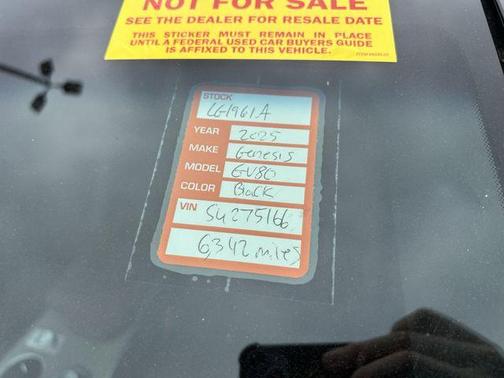 NOT FOR SALE
SEE THE DEALER FOR RESALE DATE
THIS STICKER MUST REMAIN IN PLACE
UNTIL A FEDERAL USED CAR BUYERS GUIDE
IS AFFIXED TO THIS VEHICLE.
STOCK
LG1961A
YEAR 2025
MAKE Genesis
MODEL GV80
COLOR Black
VIN SU275166
6,342 miles